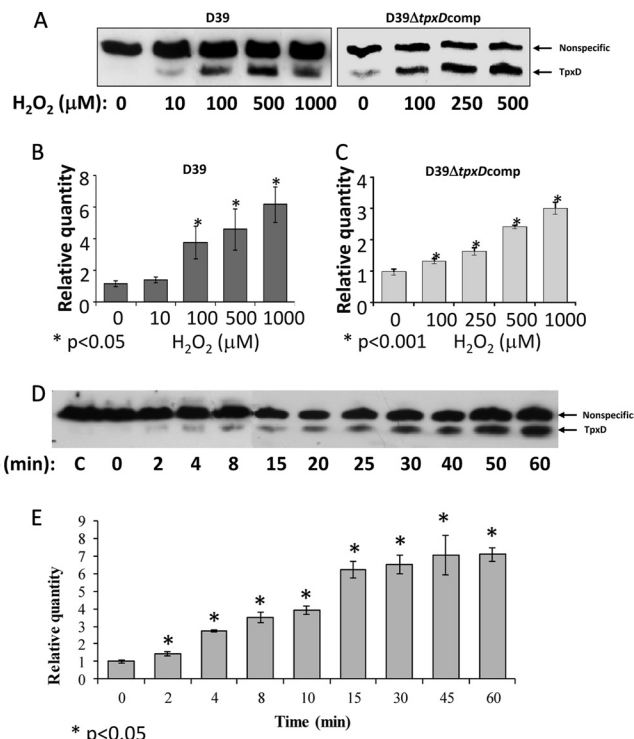 A
D39
D39ΔtpxDcomp
Nonspecific
TpxD
H₂O₂ (μM): 0 10 100 500 1000 0 100 250 500
B
D39
Relative quantity
8
6
4
2
0
* * *
0 10 100 500 1000
* p<0.05 H₂O₂ (μM)
C
D39ΔtpxDcomp
Relative quantity
4
3
2
1
0
* * * *
0 100 250 500 1000
* p<0.001 H₂O₂ (μM)
D
Nonspecific
TpxD
(min): C 0 2 4 8 15 20 25 30 40 50 60
E
Relative quantity
9
8
7
6
5
4
3
2
1
0
* * * * * * * *
0 2 4 8 10 15 30 45 60
Time (min)
* p<0.05